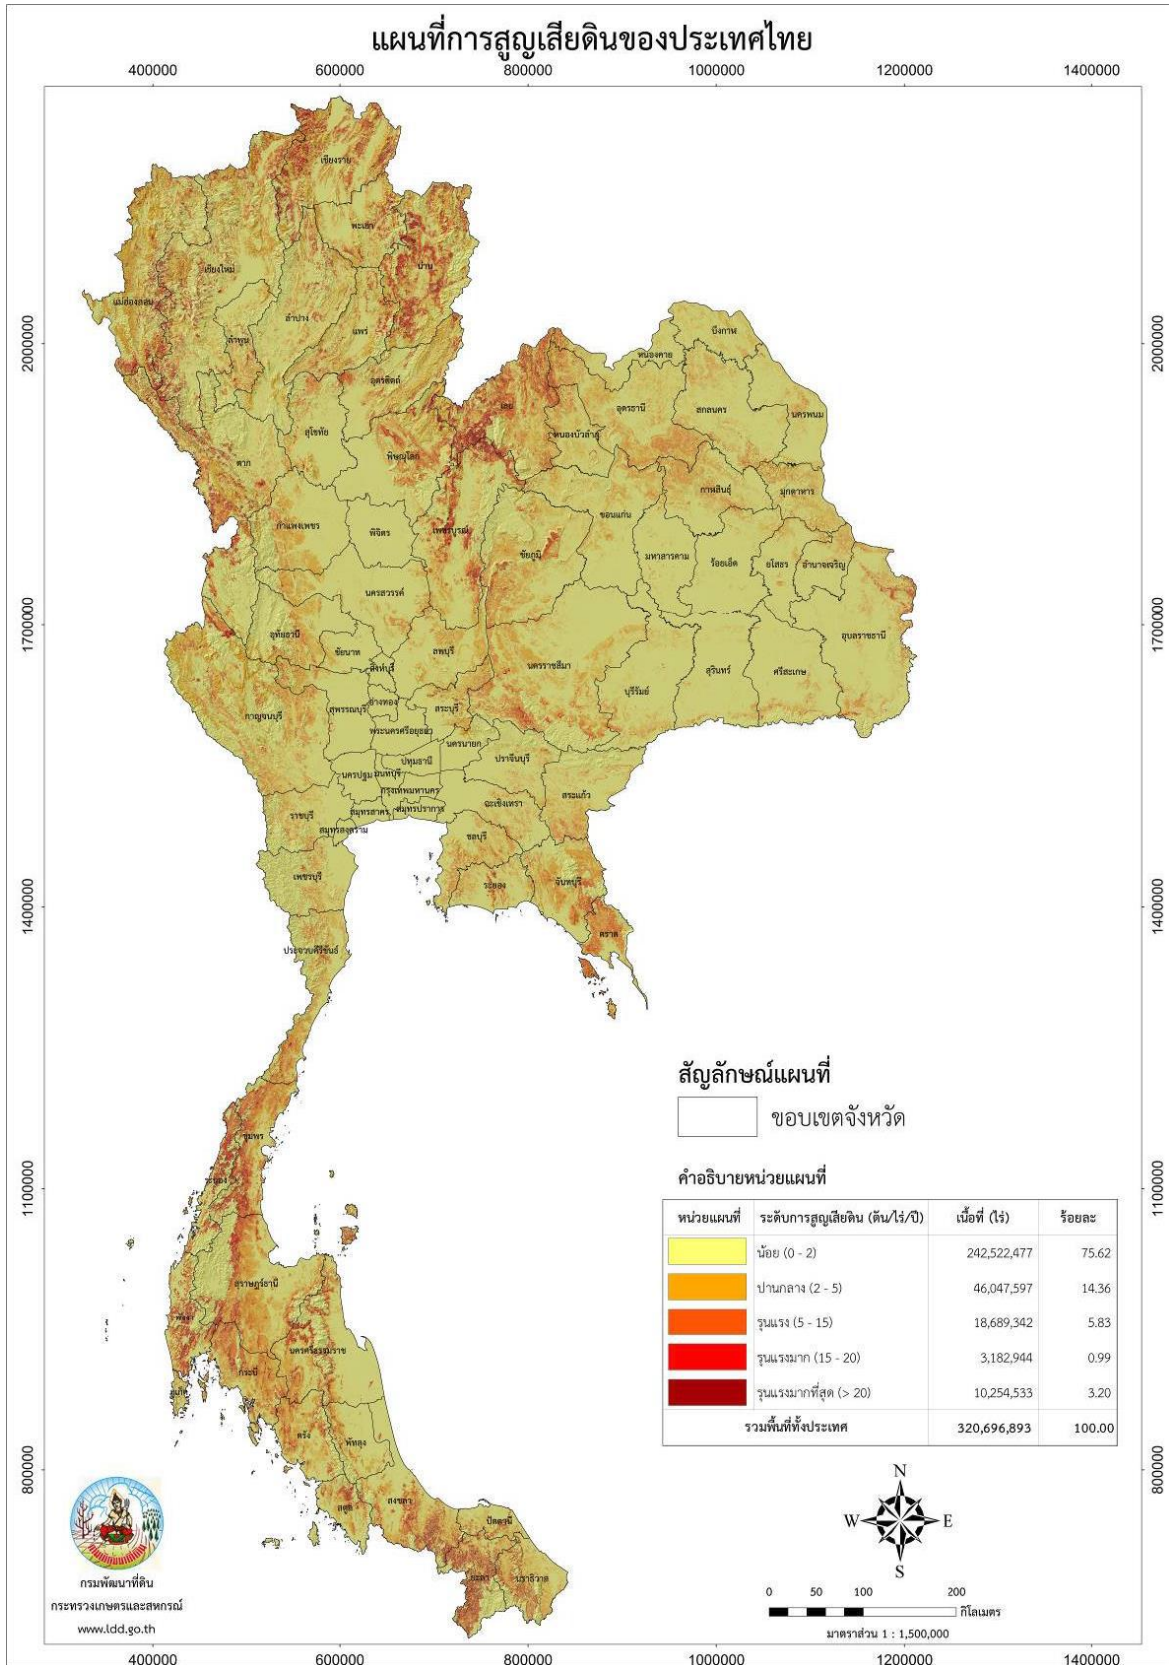 แผนที่การสูญเสียดินของประเทศไทย
400000 600000 800000 1000000 1200000 1400000
2000000
1700000
1400000
1100000
800000
2000000
1700000
1400000
1100000
800000
เชียงราย
พะเยา
น่าน
เชียงใหม่
แม่ฮ่องสอน
ลำปาง
ลำพูน
แพร่
อุตรดิตถ์
สุโขทัย
ตาก
พิษณุโลก
เลย
บึงกาฬ
หนองคาย
อุดรธานี
สกลนคร
นครพนม
หนองบัวลำภู
กำแพงเพชร
พิจิตร
เพชรบูรณ์
ขอนแก่น
กาฬสินธุ์
มุกดาหาร
ชัยภูมิ
มหาสารคาม
ร้อยเอ็ด
ยโสธร
อำนาจเจริญ
นครสวรรค์
อุทัยธานี
ชัยนาท
สิงห์บุรี
ลพบุรี
นครราชสีมา
บุรีรัมย์
สุรินทร์
ศรีสะเกษ
อุบลราชธานี
กาญจนบุรี
สุพรรณบุรี
อ่างทอง
สระบุรี
พระนครศรีอยุธยา
นครนายก
ปราจีนบุรี
ปทุมธานี
นครปฐม
นนทบุรี
กรุงเทพมหานคร
สมุทรสาคร
สมุทรปราการ
ฉะเชิงเทรา
สระแก้ว
ราชบุรี
สมุทรสงคราม
ชลบุรี
เพชรบุรี
ระยอง
จันทบุรี
ตราด
ประจวบคีรีขันธ์
ชุมพร
ระนอง
สุราษฎร์ธานี
พังงา
นครศรีธรรมราช
กระบี่
ภูเก็ต
ตรัง
พัทลุง
สตูล
สงขลา
ปัตตานี
ยะลา
นราธิวาส
สัญลักษณ์แผนที่
ขอบเขตจังหวัด
คำอธิบายหน่วยแผนที่
หน่วยแผนที่ ระดับการสูญเสียดิน (ตัน/ไร่/ปี) เนื้อที่ (ไร่) ร้อยละ
น้อย (0 - 2) 242,522,477 75.62
ปานกลาง (2 - 5) 46,047,597 14.36
รุนแรง (5 - 15) 18,689,342 5.83
รุนแรงมาก (15 - 20) 3,182,944 0.99
รุนแรงมากที่สุด (> 20) 10,254,533 3.20
รวมพื้นที่ทั้งประเทศ 320,696,893 100.00
N
W E
S
0 50 100 200
กิโลเมตร
มาตราส่วน 1 : 1,500,000
กรมพัฒนาที่ดิน
กระทรวงเกษตรและสหกรณ์
www.ldd.go.th
400000 600000 800000 1000000 1200000 1400000